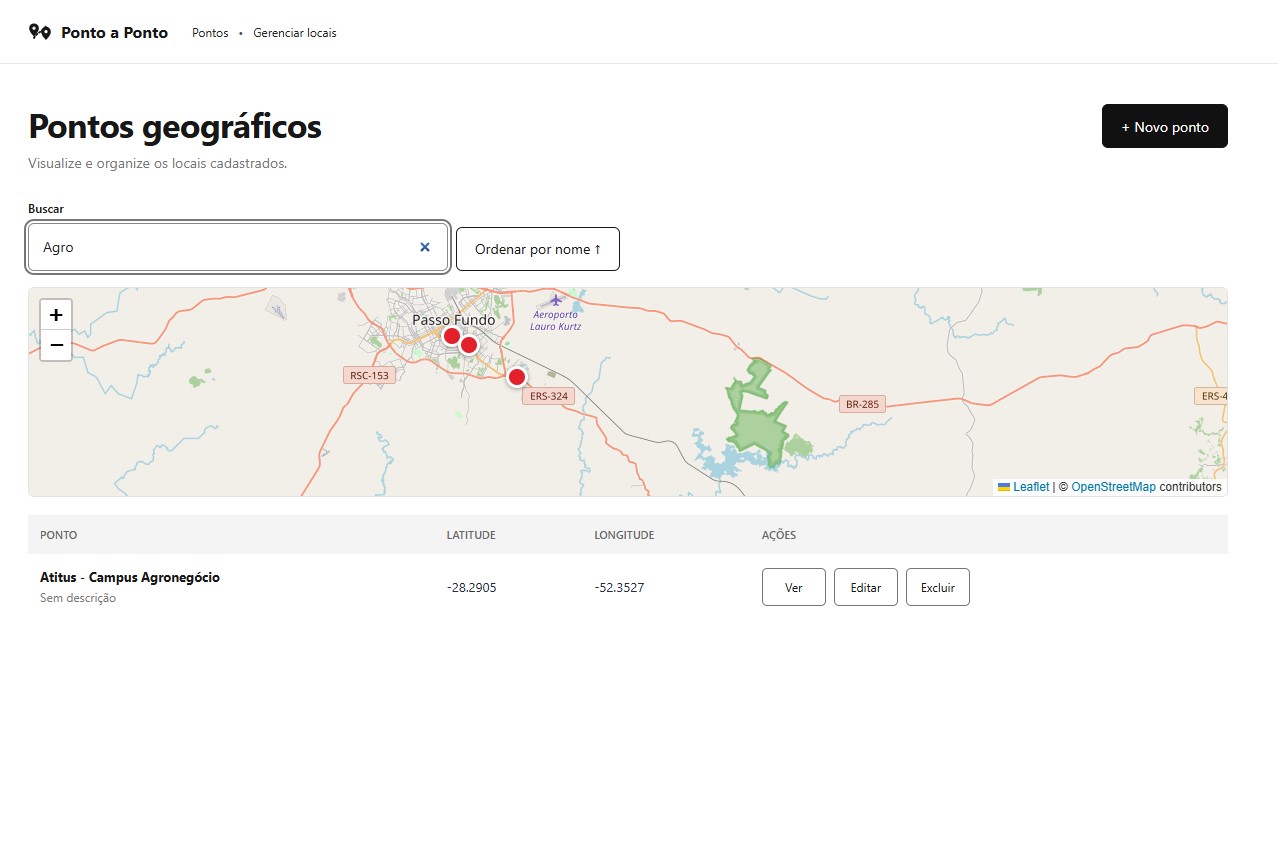 Ponto a Ponto Pontos • Gerenciar locais
Pontos geográficos
+ Novo ponto
Visualize e organize os locais cadastrados.
Buscar
Agro ×
Ordenar por nome ↑
+
−
Passo Fundo
Aeroporto
Lauro Kurtz
RSC-153
ERS-324
BR-285
ERS-4
Leaflet | © OpenStreetMap contributors
PONTO LATITUDE LONGITUDE AÇÕES
Atitus - Campus Agronegócio
Sem descrição
-28.2905 -52.3527 Ver Editar Excluir